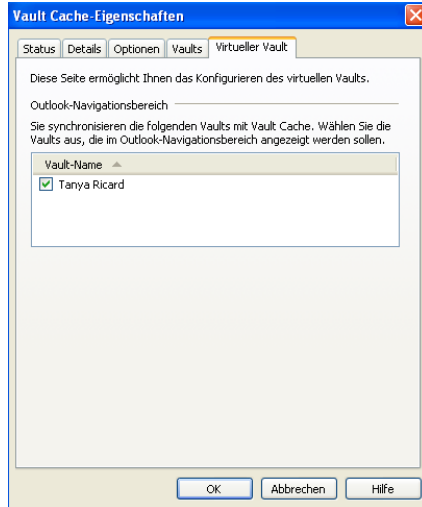 Vault Cache-Eigenschaften
Status Details Optionen Vaults Virtueller Vault
Diese Seite ermöglicht Ihnen das Konfigurieren des virtuellen Vaults.
Outlook-Navigationsbereich
Sie synchronisieren die folgenden Vaults mit Vault Cache. Wählen Sie die
Vaults aus, die im Outlook-Navigationsbereich angezeigt werden sollen.
Vault-Name
Tanya Ricard
OK Abbrechen Hilfe